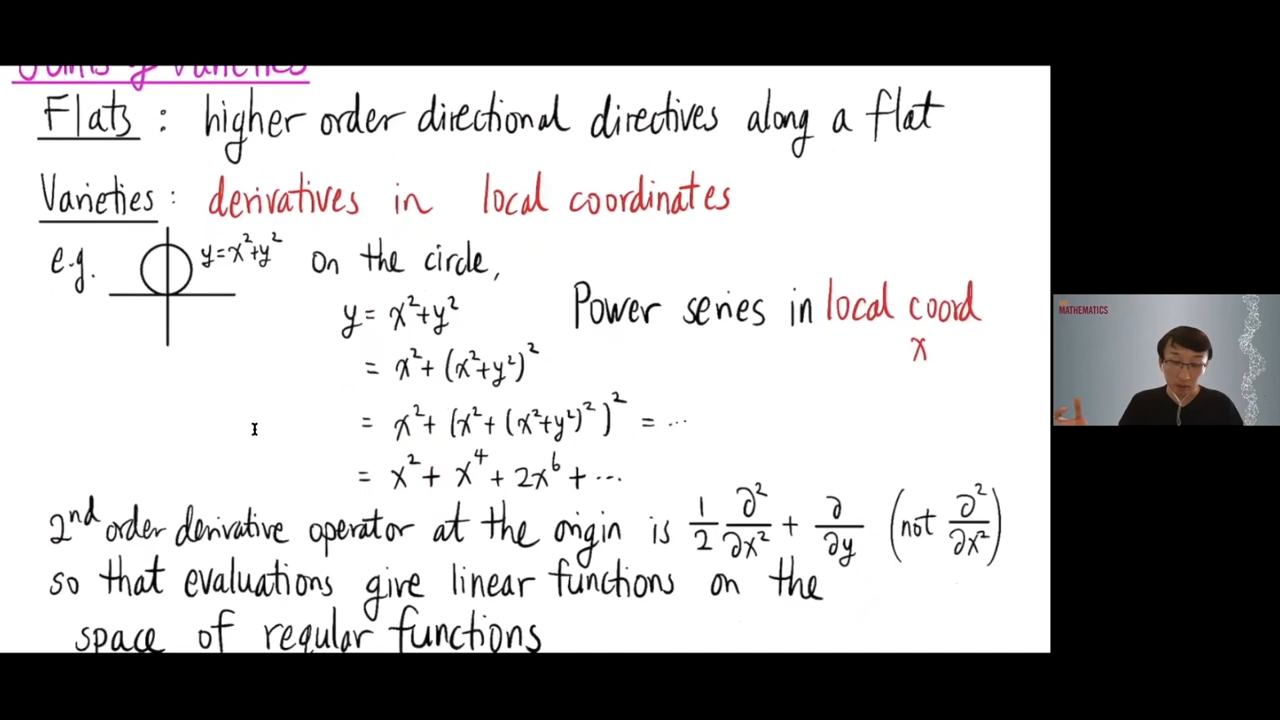 Joints of Varieties
Flats : higher order directional directives along a flat
Varieties : derivatives in local coordinates
e.g. y=x²+y² on the circle,
y = x²+y²
Power series in local coord
x
= x²+(x²+y²)²
= x²+(x²+(x²+y²)²)² = ...
= x² + x⁴ + 2x⁶ + ...
2nd order derivative operator at the origin is 1/2 ∂²/∂x² + ∂/∂y (not ∂²/∂x²)
so that evaluations give linear functions on the
space of regular functions
MATHEMATICS